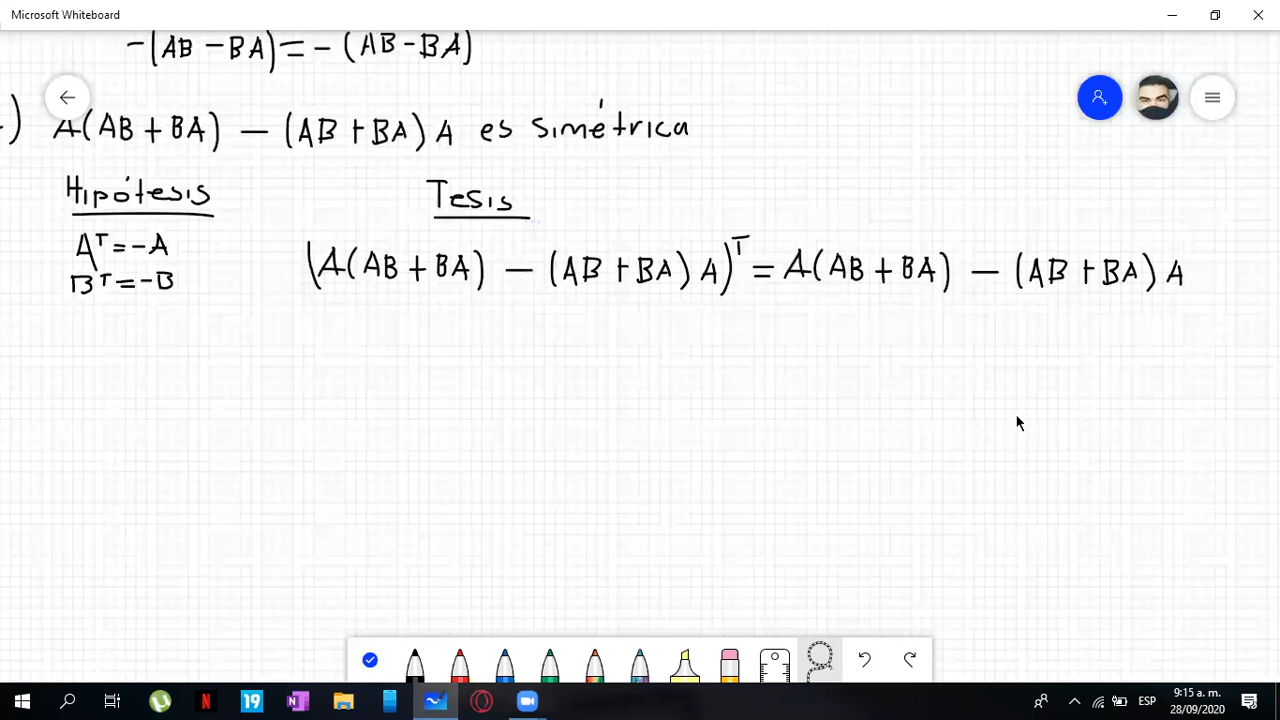 Microsoft Whiteboard
-(AB-BA)=-(AB-BA)
) A(AB+BA) - (AB+BA)A es simétrica
Hipótesis
Tesis
Aᵀ=-A
Bᵀ=-B
(A(AB+BA) - (AB+BA)A)ᵀ = A(AB+BA) - (AB+BA)A
19
N
ESP
9:15 a. m.
28/09/2020